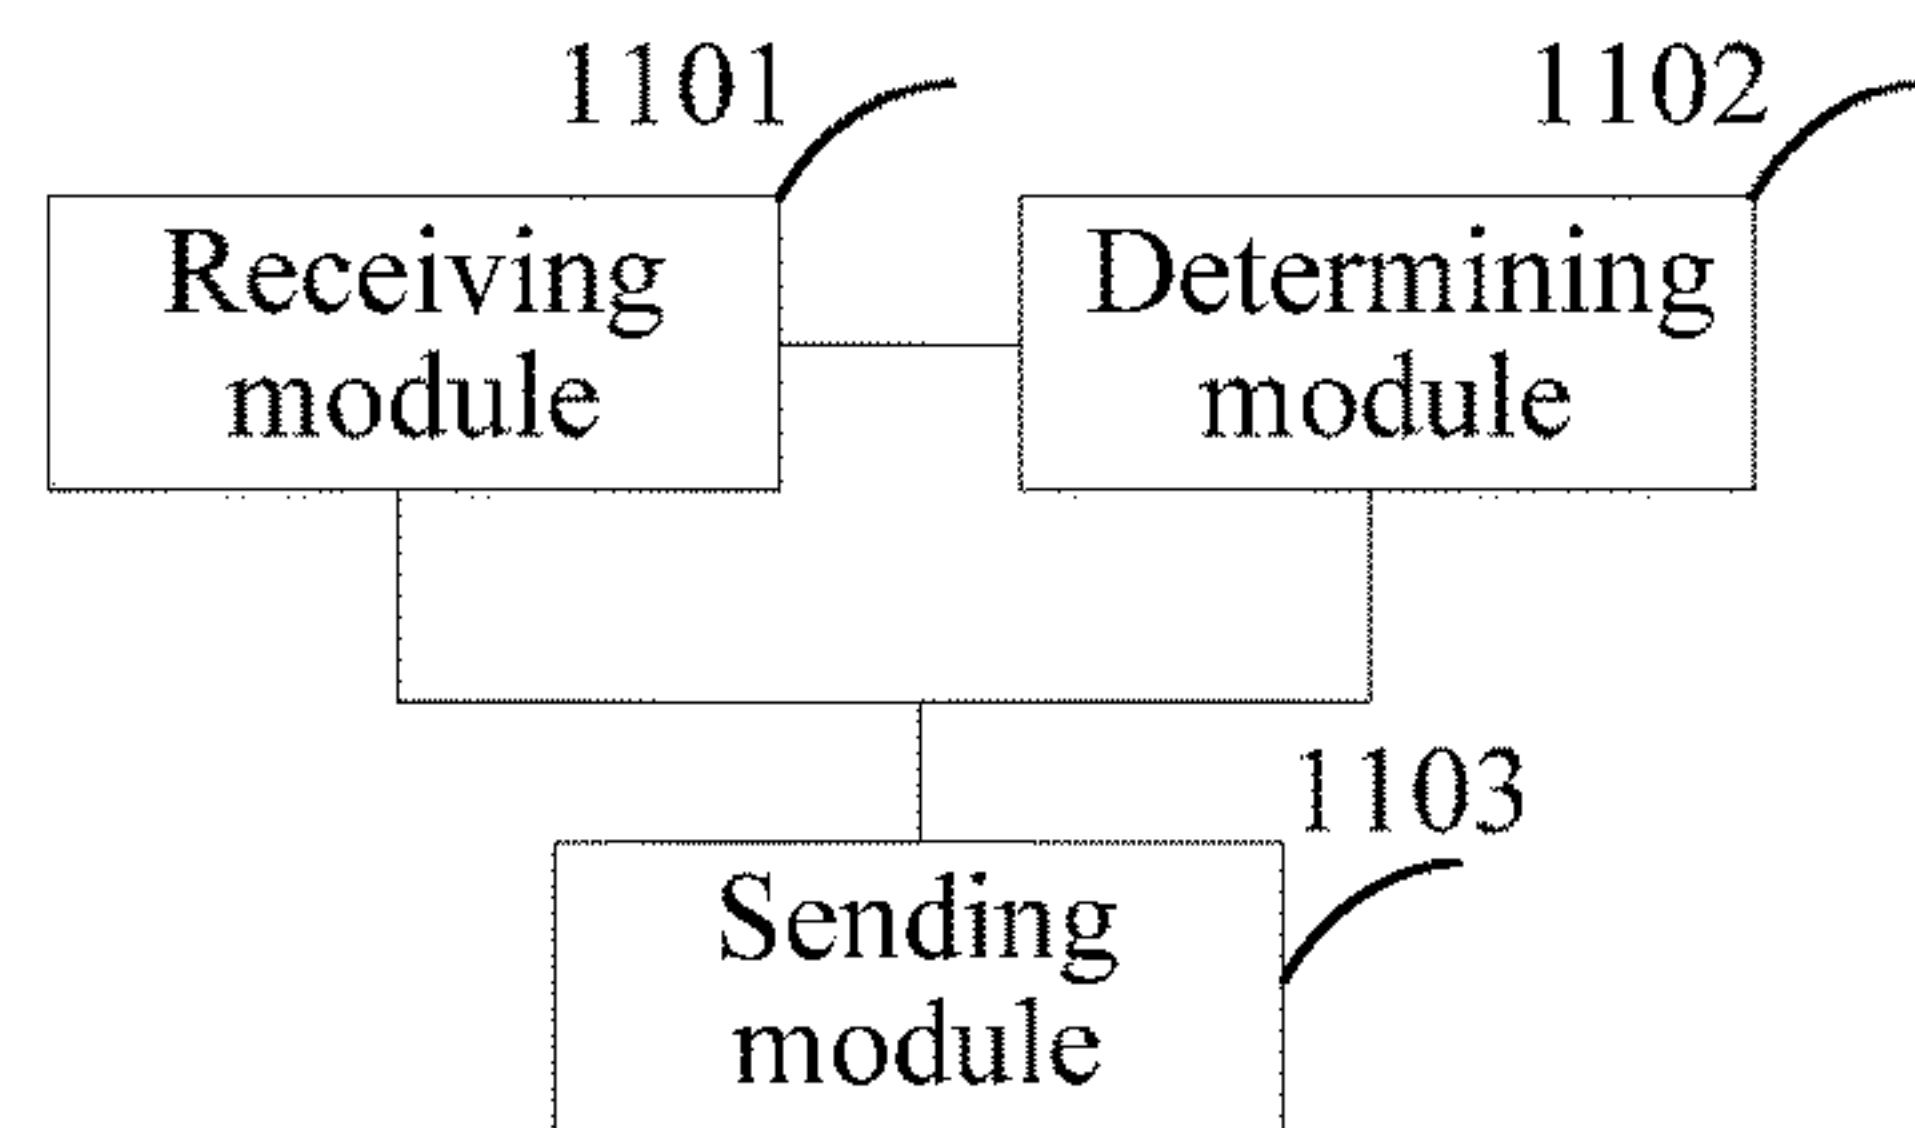 1101
1102
Receiving
module
Determining
module
1103
Sending
module